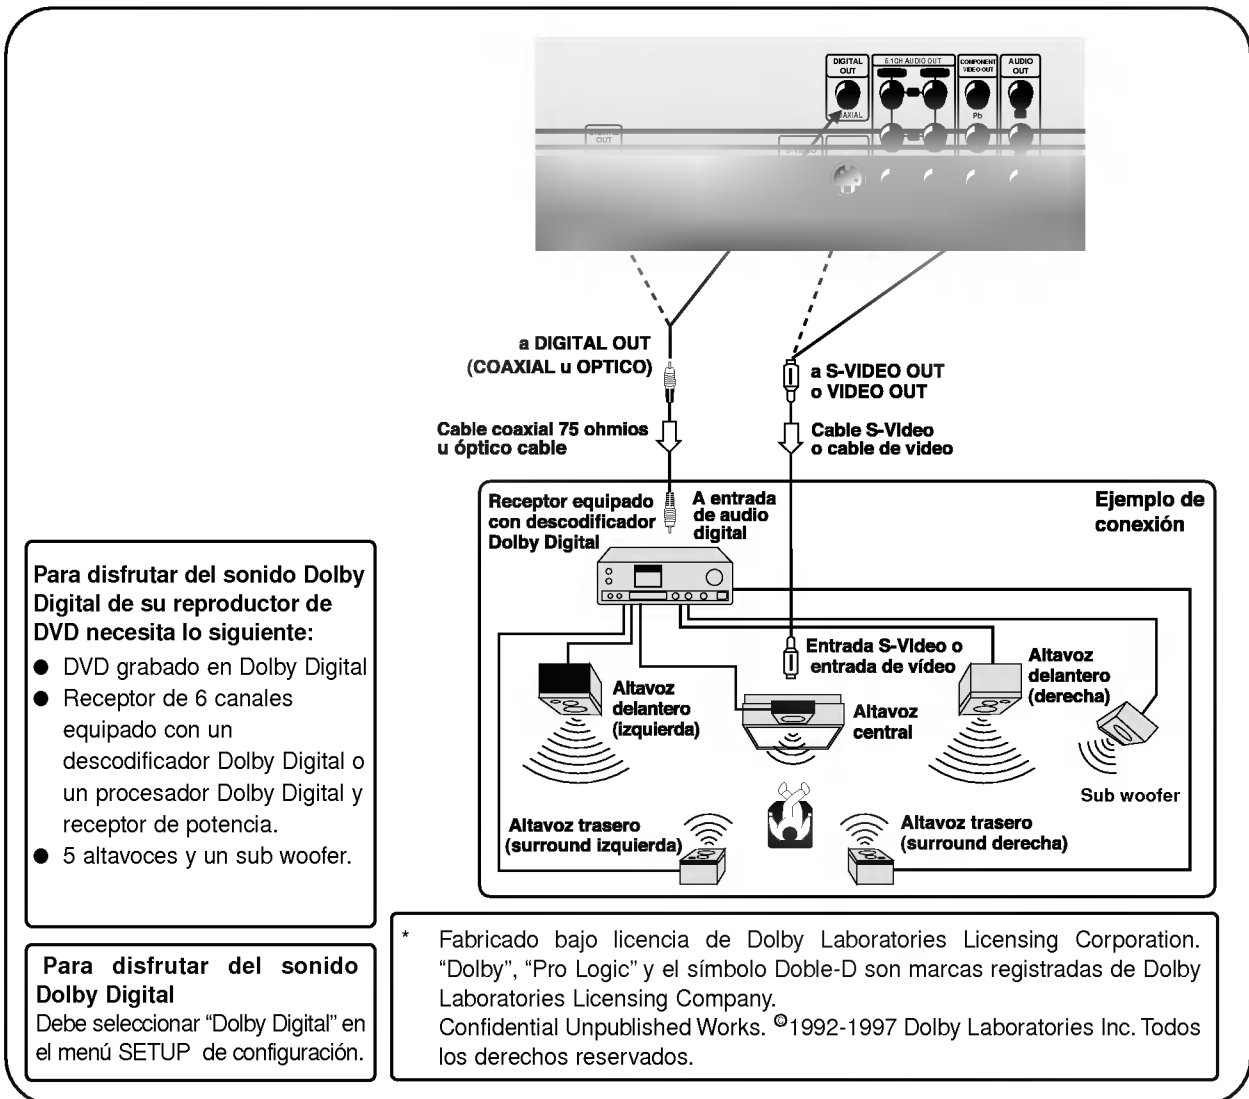 DIGITAL
OUT
5.1CH AUDIO OUT
COMPONENT
VIDEO OUT
AUDIO
OUT
Pb
OUT
a DIGITAL OUT
(COAXIAL u OPTICO)
a S-VIDEO OUT
o VIDEO OUT
Cable coaxial 75 ohmios
u óptico cable
Cable S-Video
o cable de video
Receptor equipado
con descodificador
Dolby Digital
A entrada
de audio
digital
Ejemplo de
conexión
Entrada S-Video o
entrada de vídeo
Altavoz
delantero
(izquierda)
Altavoz
central
Altavoz
delantero
(derecha)
Sub woofer
Altavoz trasero
(surround izquierda)
Altavoz trasero
(surround derecha)
Para disfrutar del sonido Dolby
Digital de su reproductor de
DVD necesita lo siguiente:
● DVD grabado en Dolby Digital
● Receptor de 6 canales
equipado con un
descodificador Dolby Digital o
un procesador Dolby Digital y
receptor de potencia.
● 5 altavoces y un sub woofer.
Para disfrutar del sonido
Dolby Digital
Debe seleccionar “Dolby Digital” en
el menú SETUP de configuración.
* Fabricado bajo licencia de Dolby Laboratories Licensing Corporation.
“Dolby”, “Pro Logic” y el símbolo Doble-D son marcas registradas de Dolby
Laboratories Licensing Company.
Confidential Unpublished Works. ©1992-1997 Dolby Laboratories Inc. Todos
los derechos reservados.